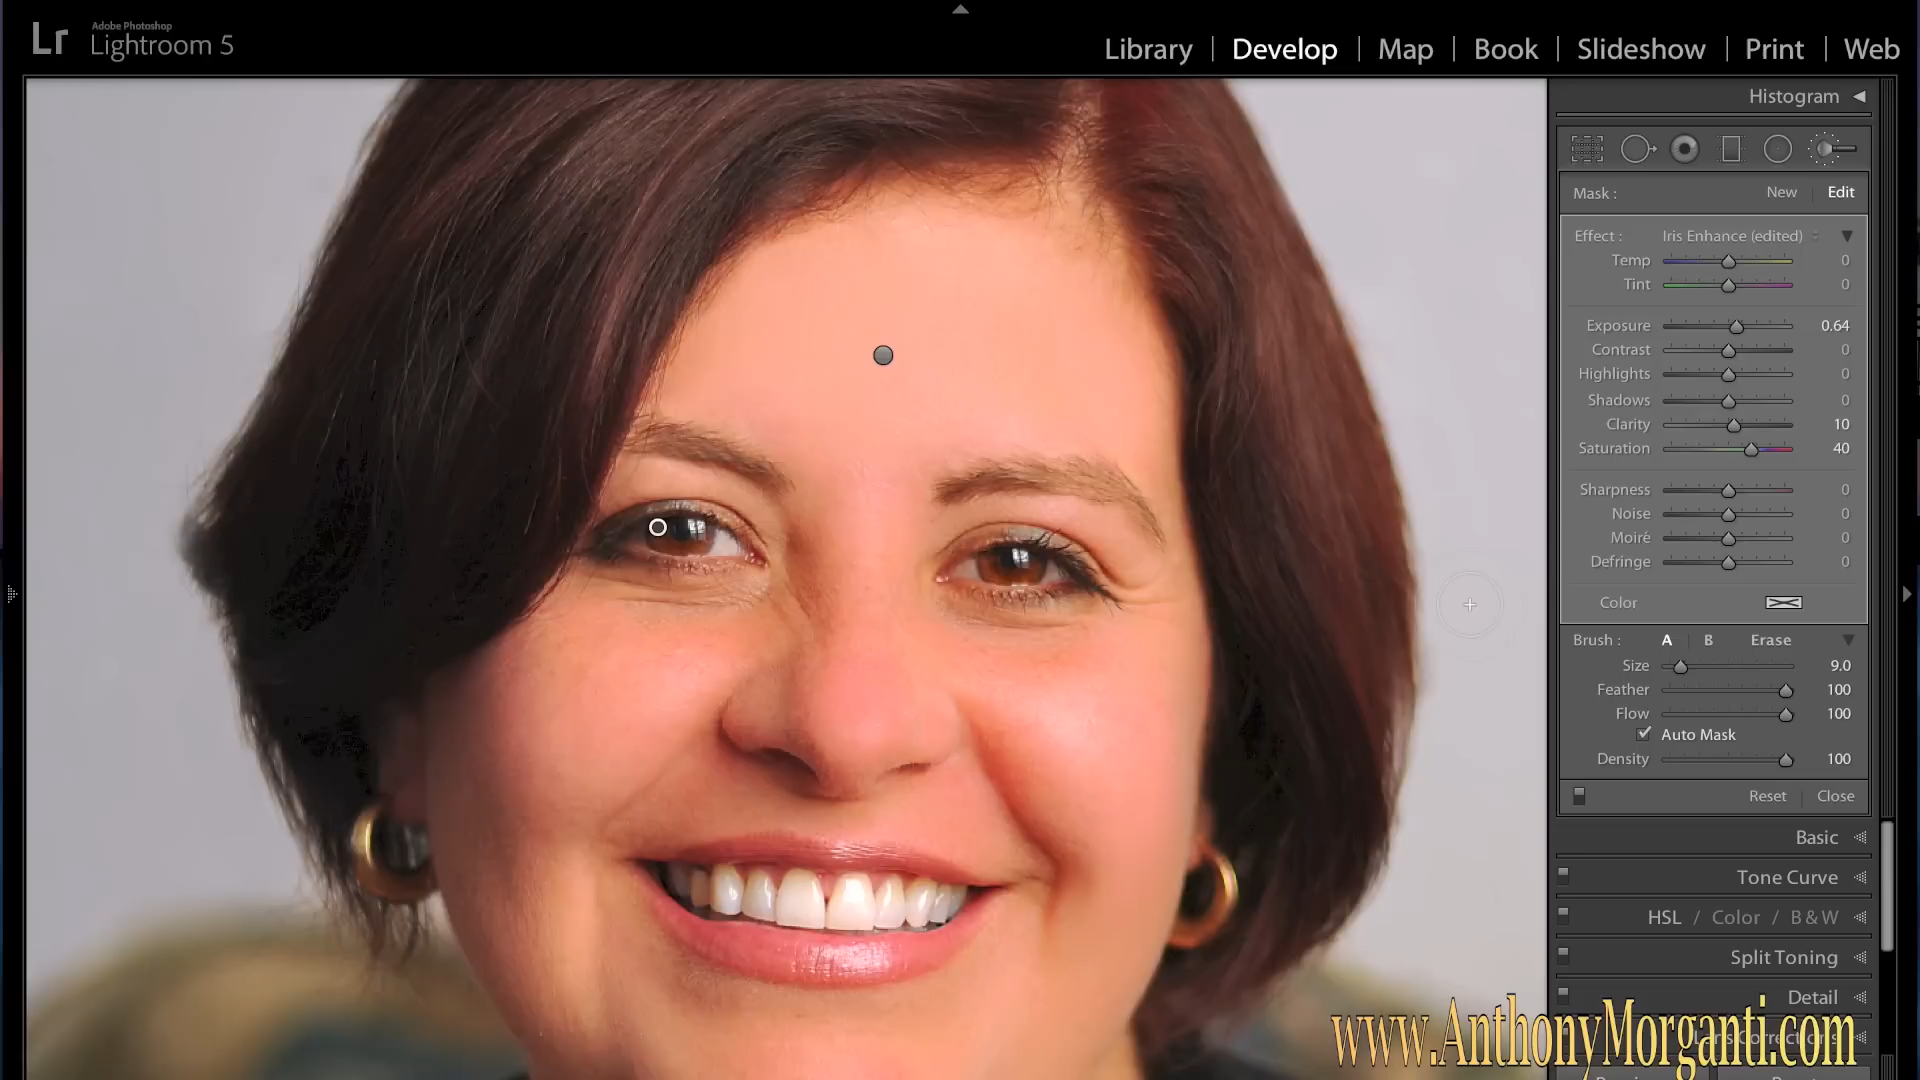 Lr Adobe Photoshop
Lightroom 5
Library | Develop | Map | Book | Slideshow | Print | Web
Histogram
Mask : New | Edit
Effect : Iris Enhance (edited)
Temp 0
Tint 0
Exposure 0.64
Contrast 0
Highlights 0
Shadows 0
Clarity 10
Saturation 40
Sharpness 0
Noise 0
Moiré 0
Defringe 0
Color
Brush : A | B Erase
Size 9.0
Feather 100
Flow 100
Auto Mask
Density 100
Reset | Close
Basic
Tone Curve
HSL / Color / B & W
Split Toning
Detail
Lens Corrections
www.AnthonyMorganti.com